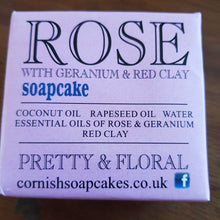 ROSE
WITH GERANIUM & RED CLAY
soapcake
COCONUT OIL RAPESEED OIL WATER
ESSENTIAL OILS OF ROSE & GERANIUM
RED CLAY
PRETTY & FLORAL
cornishsoapcakes.co.uk f